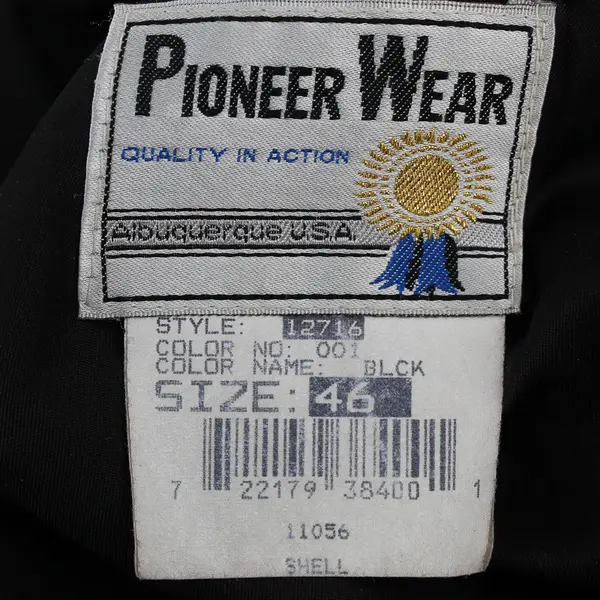 PIONEER WEAR
QUALITY IN ACTION
Albuquerque U.S.A.
STYLE: 12716
COLOR NO: 001
COLOR NAME: BLCK
SIZE: 46
7 22179 38400 1
11056
SHELL